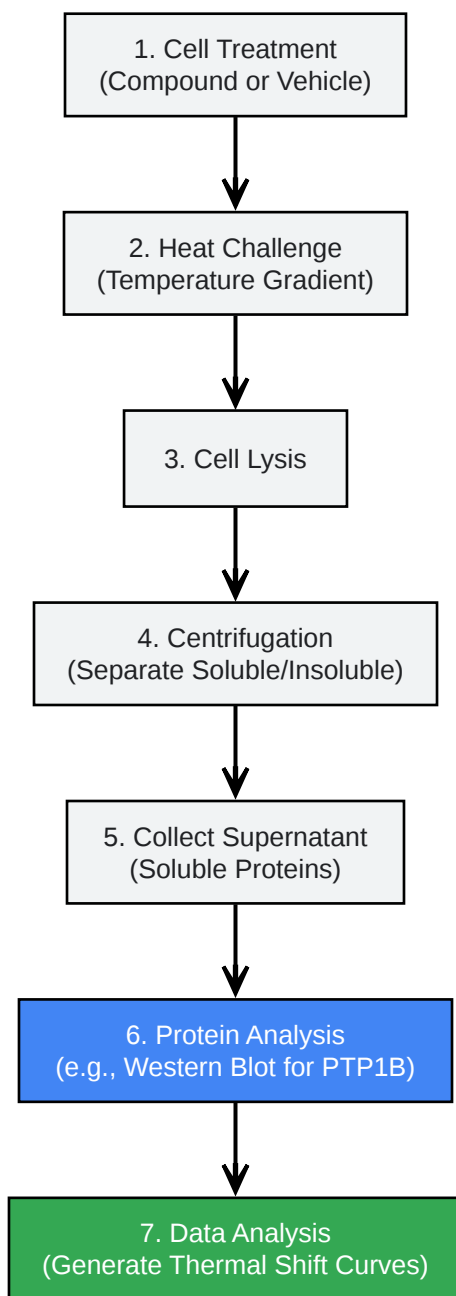 1. Cell Treatment
(Compound or Vehicle)
2. Heat Challenge
(Temperature Gradient)
3. Cell Lysis
4. Centrifugation
(Separate Soluble/Insoluble)
5. Collect Supernatant
(Soluble Proteins)
6. Protein Analysis
(e.g., Western Blot for PTP1B)
7. Data Analysis
(Generate Thermal Shift Curves)